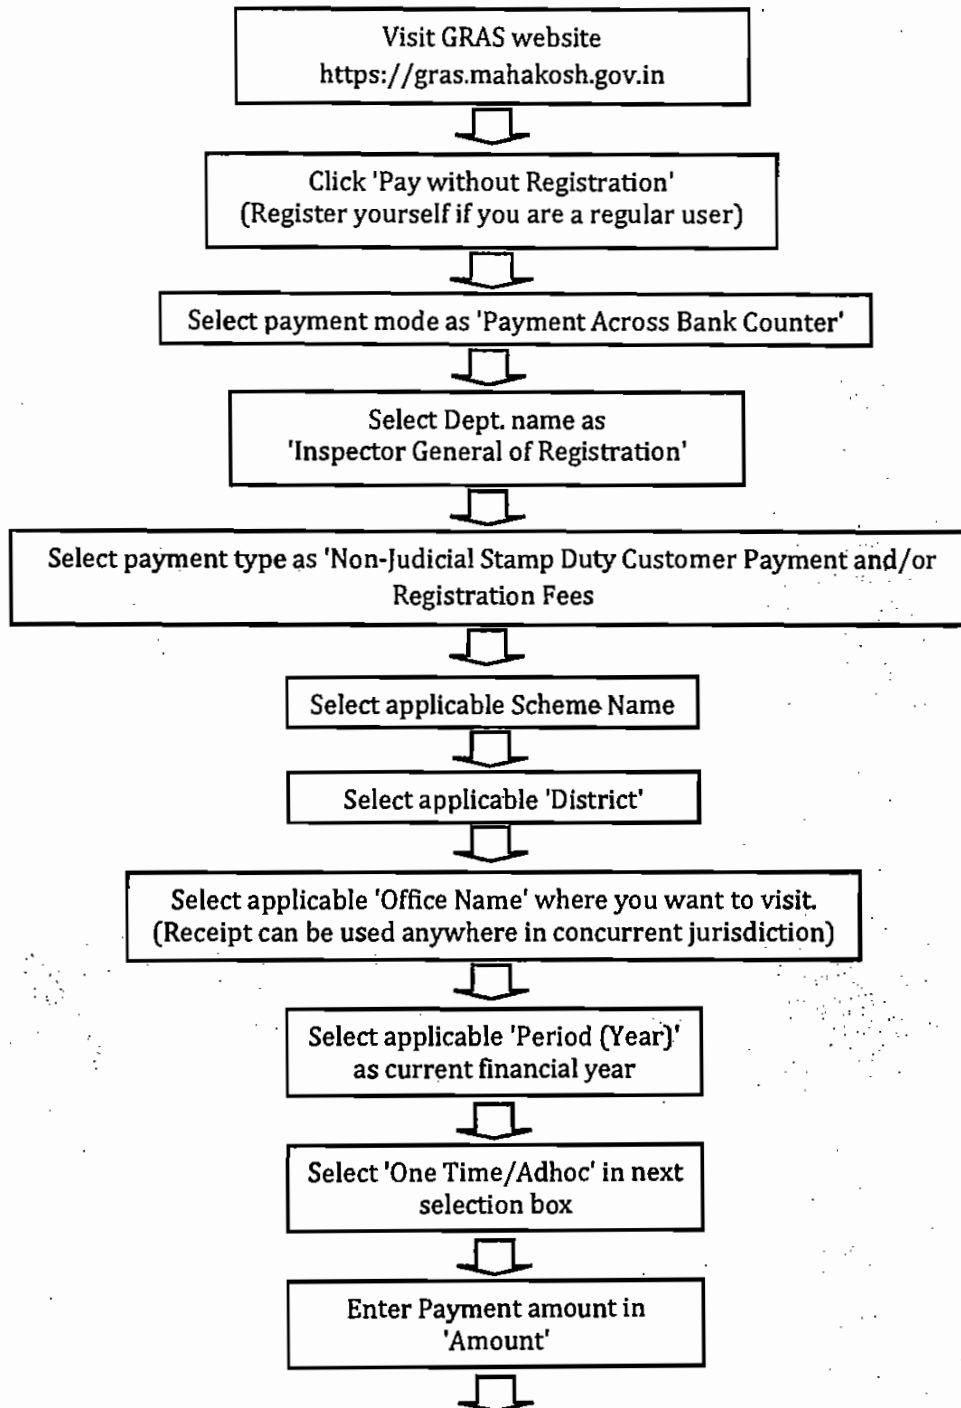 Visit GRAS website
https://gras.mahakosh.gov.in
Click 'Pay without Registration'
(Register yourself if you are a regular user)
Select payment mode as 'Payment Across Bank Counter'
Select Dept. name as
'Inspector General of Registration'
Select payment type as 'Non-Judicial Stamp Duty Customer Payment and/or
Registration Fees
Select applicable Scheme Name
Select applicable 'District'
Select applicable 'Office Name' where you want to visit.
(Receipt can be used anywhere in concurrent jurisdiction)
Select applicable 'Period (Year)'
as current financial year
Select 'One Time/Adhoc' in next
selection box
Enter Payment amount in
'Amount'